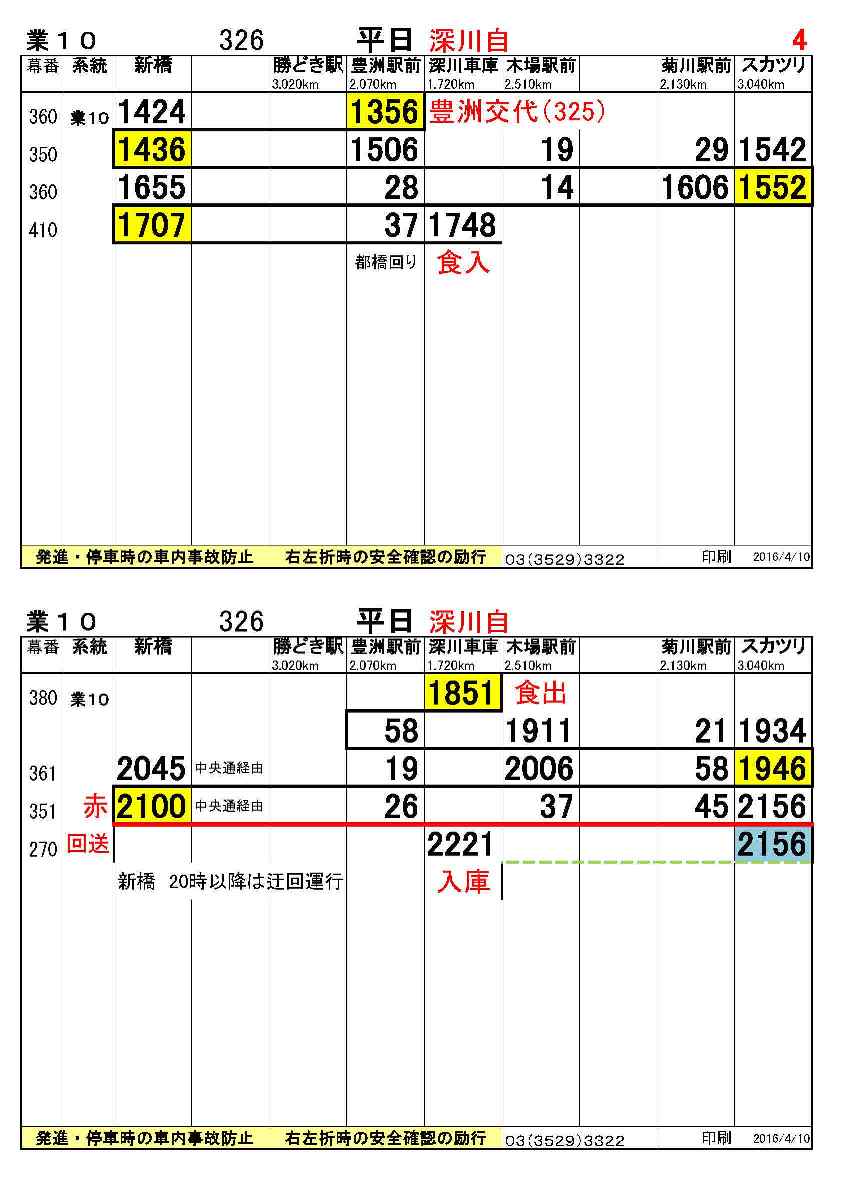 業１０ 326 平日 深川自 4
幕番 系統 新橋 勝どき駅 豊洲駅前 深川車庫 木場駅前 菊川駅前 スカツリ
3.020km 2.070km 1.720km 2.510km 2.130km 3.040km
360 業10 1424 1356 豊洲交代(325)
350 1436 1506 19 29 1542
360 1655 28 14 1606 1552
410 1707 37 1748
都橋回り 食入
発進・停車時の車内事故防止 右左折時の安全確認の励行 03(3529)3322 印刷 2016/4/10
業１０ 326 平日 深川自
幕番 系統 新橋 勝どき駅 豊洲駅前 深川車庫 木場駅前 菊川駅前 スカツリ
3.020km 2.070km 1.720km 2.510km 2.130km 3.040km
380 業10 1851 食出
58 1911 21 1934
361 2045 中央通経由 19 2006 58 1946
351 赤 2100 中央通経由 26 37 45 2156
270 回送 2221 2156
新橋 20時以降は迂回運行 入庫
発進・停車時の車内事故防止 右左折時の安全確認の励行 03(3529)3322 印刷 2016/4/10